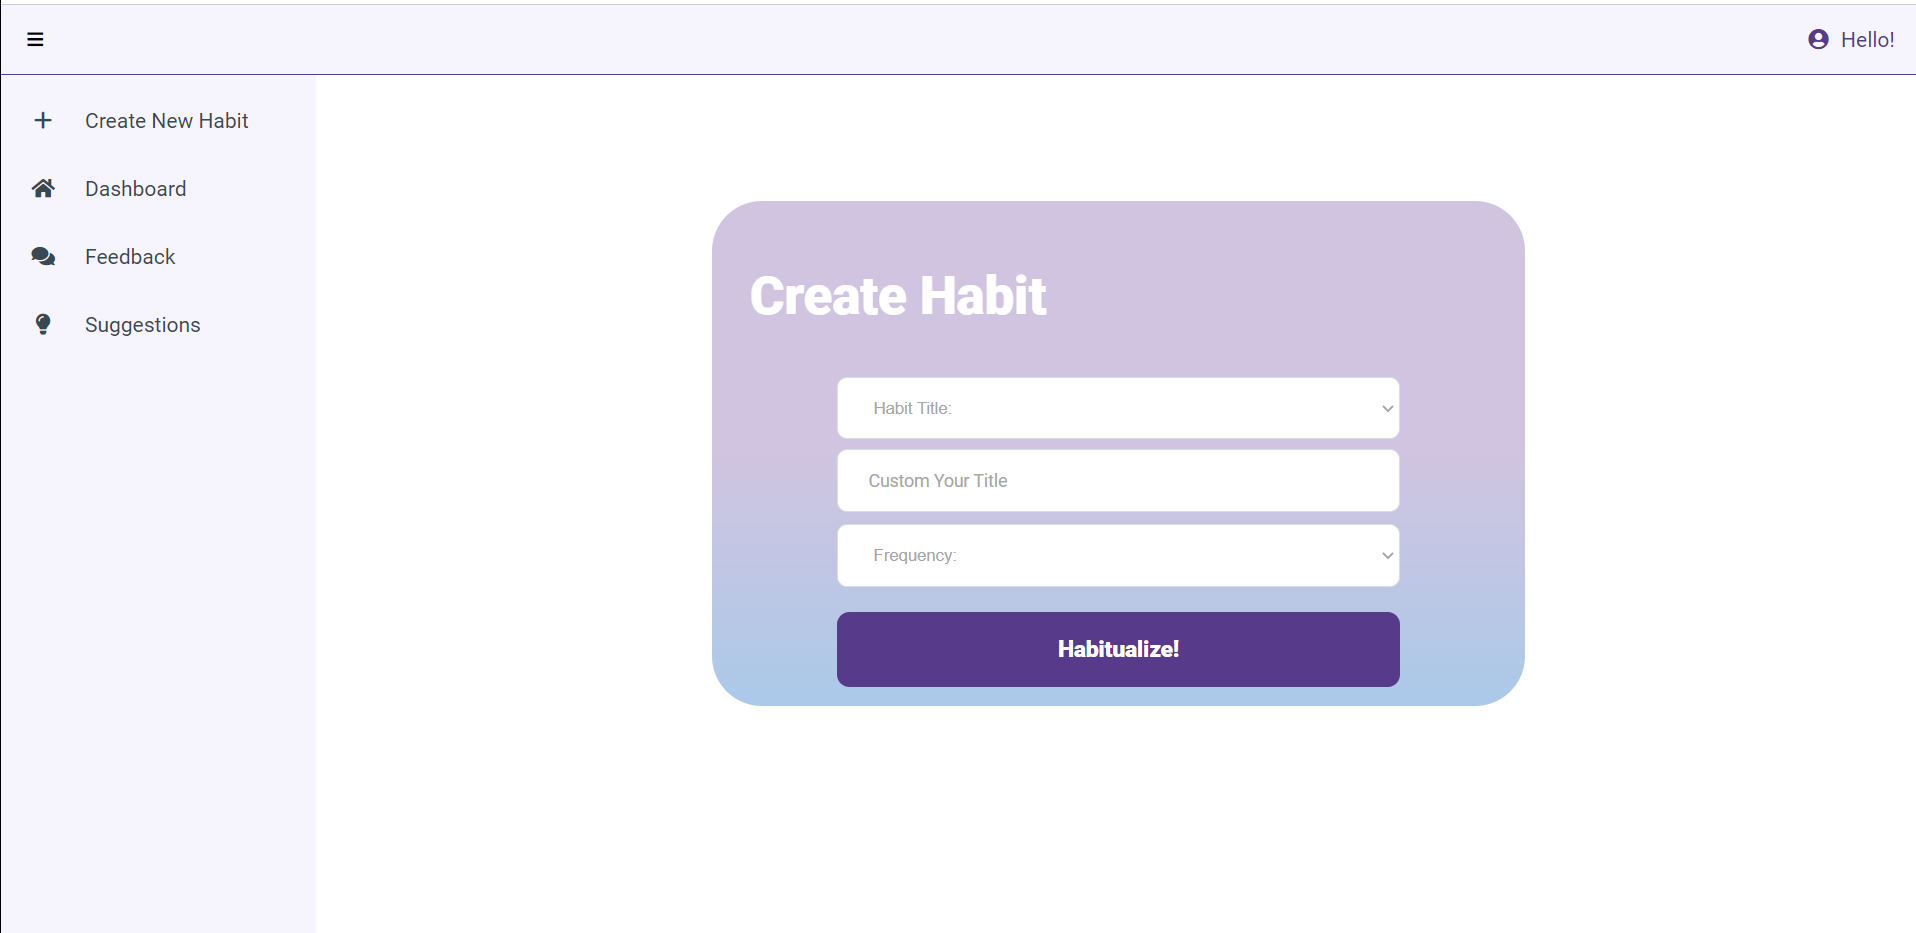 Hello!
Create New Habit
Dashboard
Feedback
Suggestions
Create Habit
Habit Title:
Custom Your Title
Frequency:
Habitualize!